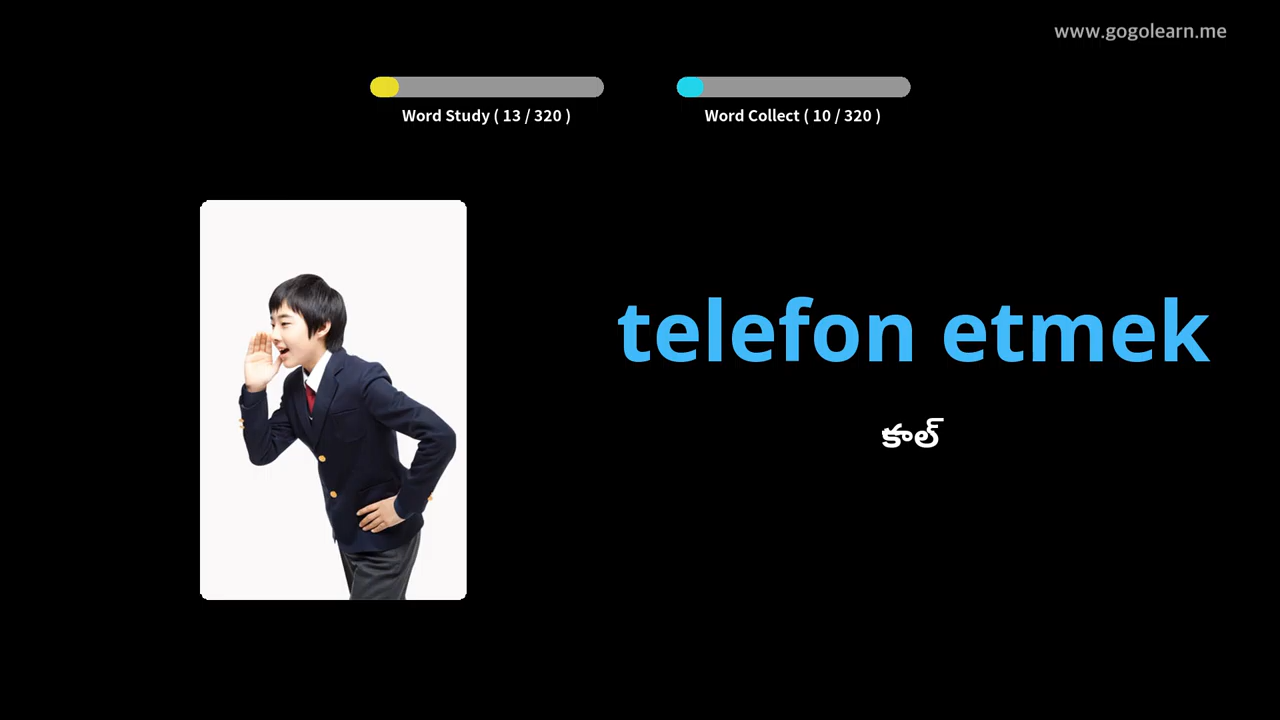 www.gogolearn.me
Word Study ( 13 / 320 )
Word Collect ( 10 / 320 )
telefon etmek
కాల్